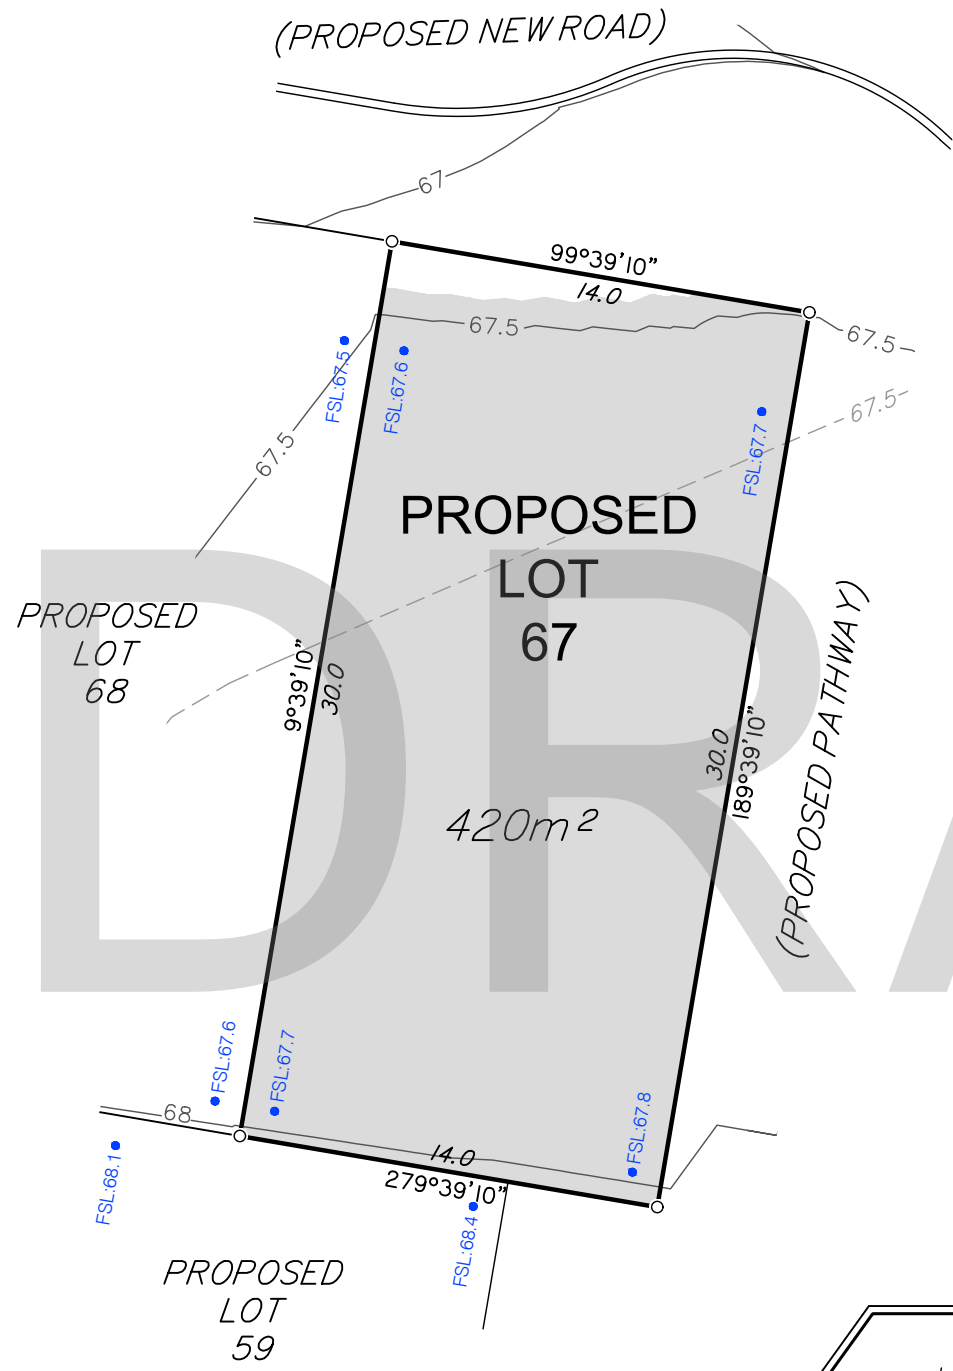 (PROPOSED NEW ROAD)
67
99°39'10"
14.0
67.5
67.5
FSL:67.5
FSL:67.6
67.5
FSL:67.7
67.5
PROPOSED
LOT
67
PROPOSED
LOT
68
9°39'10"
30.0
30.0
189°39'10"
(PROPOSED PATHWAY)
420m²
DRA
FSL:67.6
FSL:67.7
FSL:67.8
68
14.0
279°39'10"
FSL:68.1
FSL:68.4
PROPOSED
LOT
59